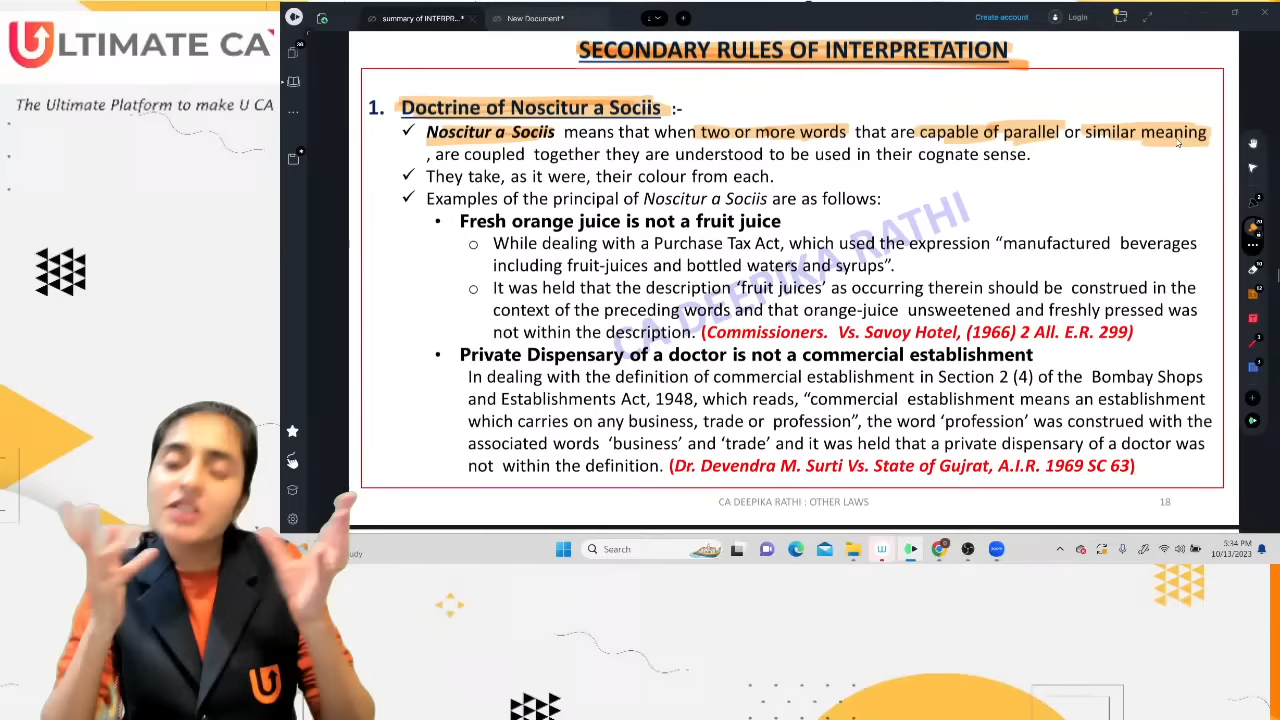 ULTIMATE CA
The Ultimate Platform to make U CA
summary of INTERPR...*
New Document*
2
Create account
Login
SECONDARY RULES OF INTERPRETATION
1. Doctrine of Noscitur a Sociis :-
✓ Noscitur a Sociis means that when two or more words that are capable of parallel or similar meaning
, are coupled together they are understood to be used in their cognate sense.
✓ They take, as it were, their colour from each.
✓ Examples of the principal of Noscitur a Sociis are as follows:
• Fresh orange juice is not a fruit juice
o While dealing with a Purchase Tax Act, which used the expression “manufactured beverages
including fruit-juices and bottled waters and syrups”.
o It was held that the description ‘fruit juices’ as occurring therein should be construed in the
context of the preceding words and that orange-juice unsweetened and freshly pressed was
not within the description. (Commissioners. Vs. Savoy Hotel, (1966) 2 All. E.R. 299)
• Private Dispensary of a doctor is not a commercial establishment
In dealing with the definition of commercial establishment in Section 2 (4) of the Bombay Shops
and Establishments Act, 1948, which reads, “commercial establishment means an establishment
which carries on any business, trade or profession”, the word ‘profession’ was construed with the
associated words ‘business’ and ‘trade’ and it was held that a private dispensary of a doctor was
not within the definition. (Dr. Devendra M. Surti Vs. State of Gujrat, A.I.R. 1969 SC 63)
CA DEEPIKA RATHI
CA DEEPIKA RATHI : OTHER LAWS
18
Search
5:34 PM
10/13/2023